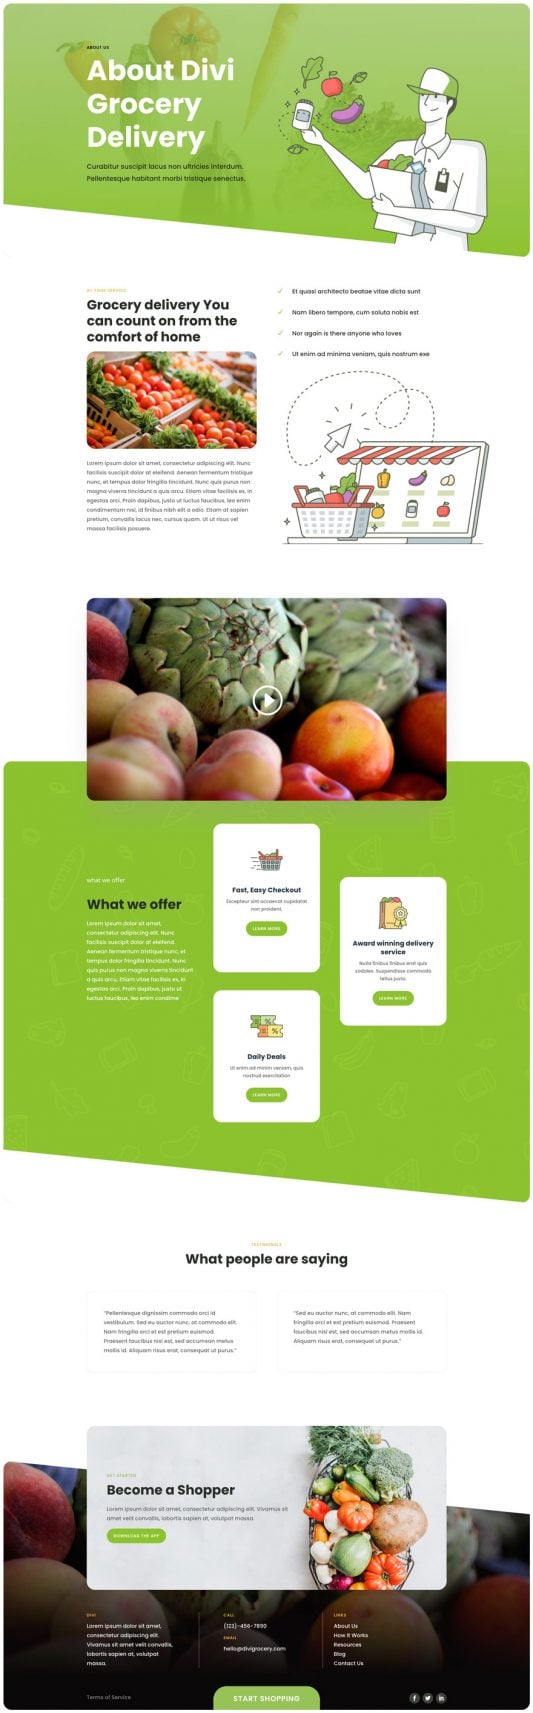 ABOUT US
About Divi
Grocery
Delivery
Curabitur suscipit lacus non ultricies interdum.
Pellentesque habitant morbi tristique senectus.
AT YOUR SERVICE
Grocery delivery You
can count on from the
comfort of home
Lorem ipsum dolor sit amet, consectetur adipiscing elit. Nunc
facilisis suscipit dolor at eleifend. Aenean fermentum tristique
nunc, et tempus dolor fringilla tincidunt. Nunc quis purus non
magna viverra tincidunt a quis arcu. Etiam vitae facilisis ex, in
egestas orci. Proin dapibus, justo ut luctus faucibus, leo enim
condimentum nisi, id finibus nibh elit a odio. Etiam at sapien
pretium, convallis lacus nec, cursus quam. Ut ut risus vel
massa facilisis posuere.
Et quasi architecto beatae vitae dicta sunt
Nam libero tempore, cum soluta nobis est
Nor again is there anyone who loves
Ut enim ad minima veniam, quis nostrum exe
what we offer
What we offer
Lorem ipsum dolor sit amet,
consectetur adipiscing elit. Nunc
facilisis suscipit dolor at eleifend.
Aenean fermentum tristique nunc, et
tempus dolor fringilla tincidunt. Nunc
quis purus non magna viverra tincidunt
a quis arcu. Etiam vitae facilisis ex, in
egestas orci. Proin dapibus, justo ut
luctus faucibus, leo enim condime
Fast, Easy Checkout
Excepteur sint occaecat cupidatat
non proident.
LEARN MORE
Daily Deals
Ut enim ad minim veniam, quis
nostrud exercitation
LEARN MORE
Award winning delivery
service
Nulla finibus finibus erat quis
sodales. Suspendisse commodo
tellus justo.
LEARN MORE
TESTIMONIALS
What people are saying
"Pellentesque dignissim commodo orci id
vestibulum. Sed eu auctor nunc, at commodo elit.
Nam fringilla arcu et est pretium euismod.
Praesent faucibus nisi est, sed accumsan metus
mollis id. Aliquam risus erat, consequat ut purus."
"Sed eu auctor nunc, at commodo elit. Nam
fringilla arcu et est pretium euismod. Praesent
faucibus nisi est, sed accumsan metus mollis id.
Aliquam risus erat, consequat ut purus."
GET STARTED
Become a Shopper
Lorem ipsum dolor sit amet, consectetur adipiscing elit. Vivamus sit
amet velit convallis, lobortis sapien at, volutpat massa.
DOWNLOAD THE APP
DIVI
Lorem ipsum dolor sit amet,
consectetur adipiscing elit.
Vivamus sit amet velit convallis,
lobortis sapien at, volutpat
massa.
CALL
(123)-456-7890
EMAIL
hello@divigrocery.com
LINKS
About Us
How It Works
Resources
Blog
Contact Us
Terms of Service
START SHOPPING